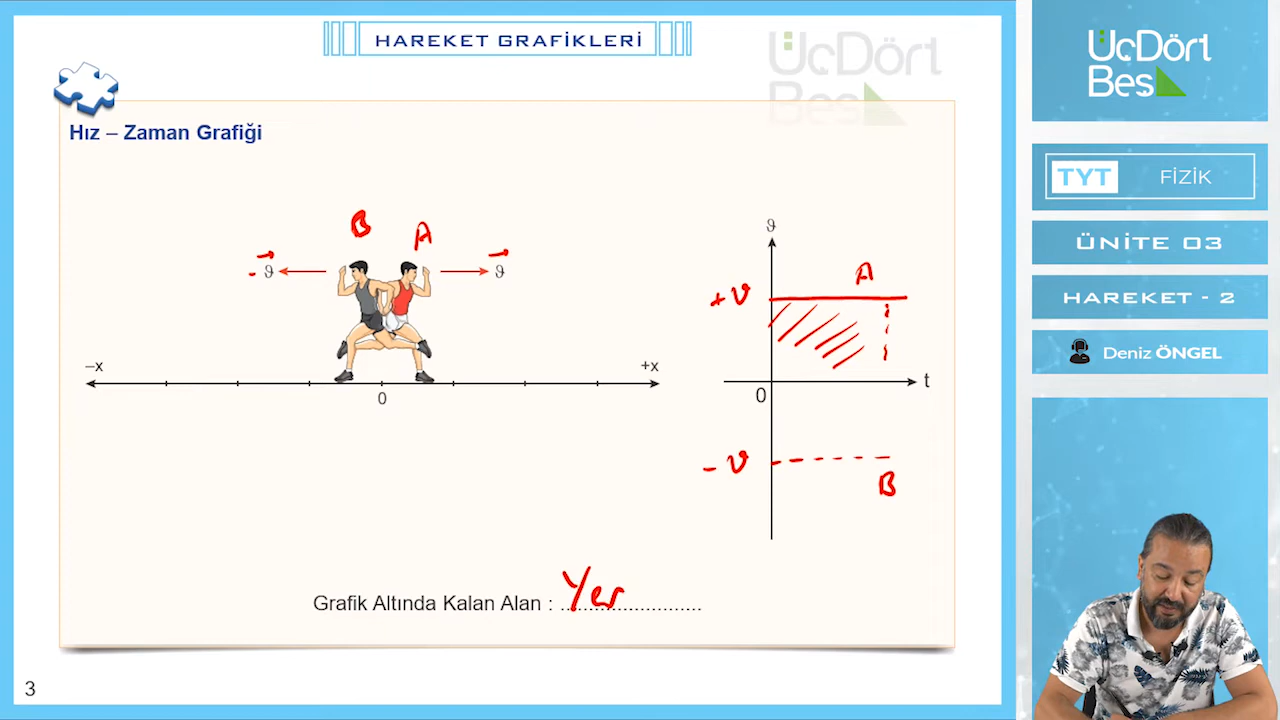 HAREKET GRAFİKLERİ
ÜçDört
Beş
Hız – Zaman Grafiği
B
A
-ϑ
ϑ
–x
+x
0
ϑ
A
+ϑ
t
0
-ϑ
B
Grafik Altında Kalan Alan : Yer
3
ÜçDört
Beş
TYT FİZİK
ÜNİTE 03
HAREKET - 2
Deniz ÖNGEL